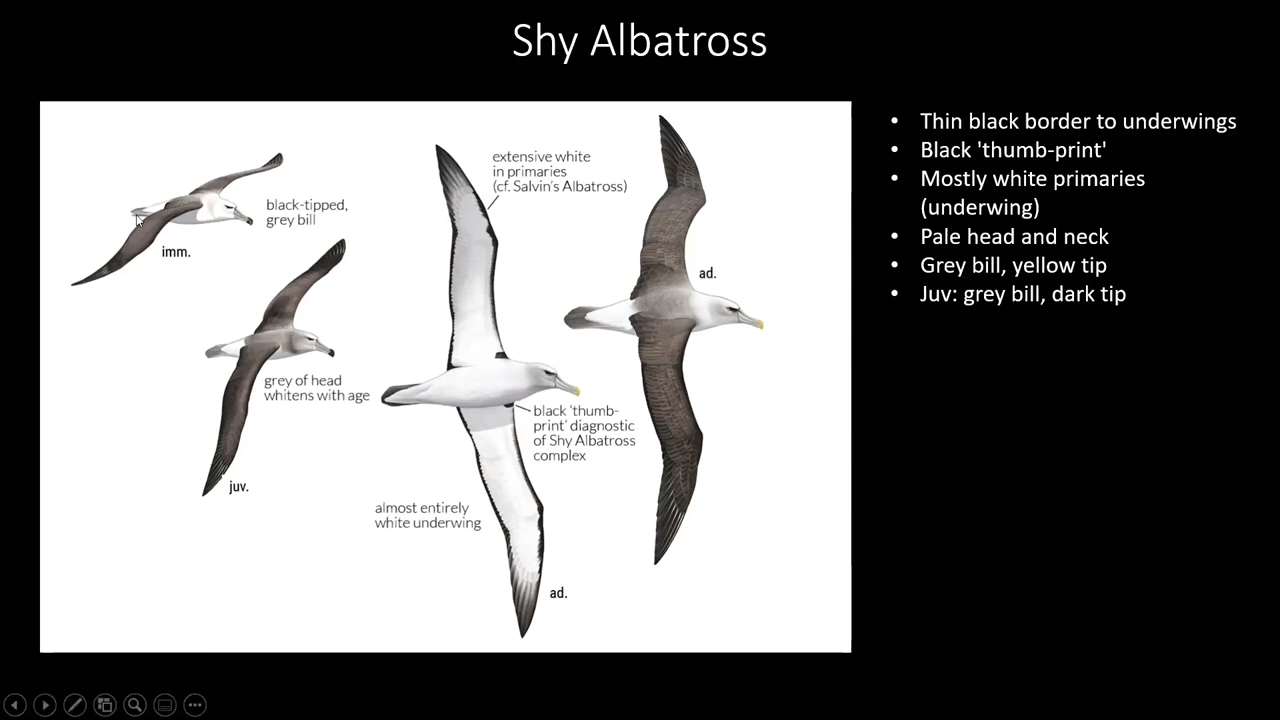 Shy Albatross
extensive white
in primaries
(cf. Salvin's Albatross)
black-tipped,
grey bill
imm.
ad.
grey of head
whitens with age
black 'thumb-
print' diagnostic
of Shy Albatross
complex
juv.
almost entirely
white underwing
ad.
• Thin black border to underwings
• Black 'thumb-print'
• Mostly white primaries
(underwing)
• Pale head and neck
• Grey bill, yellow tip
• Juv: grey bill, dark tip